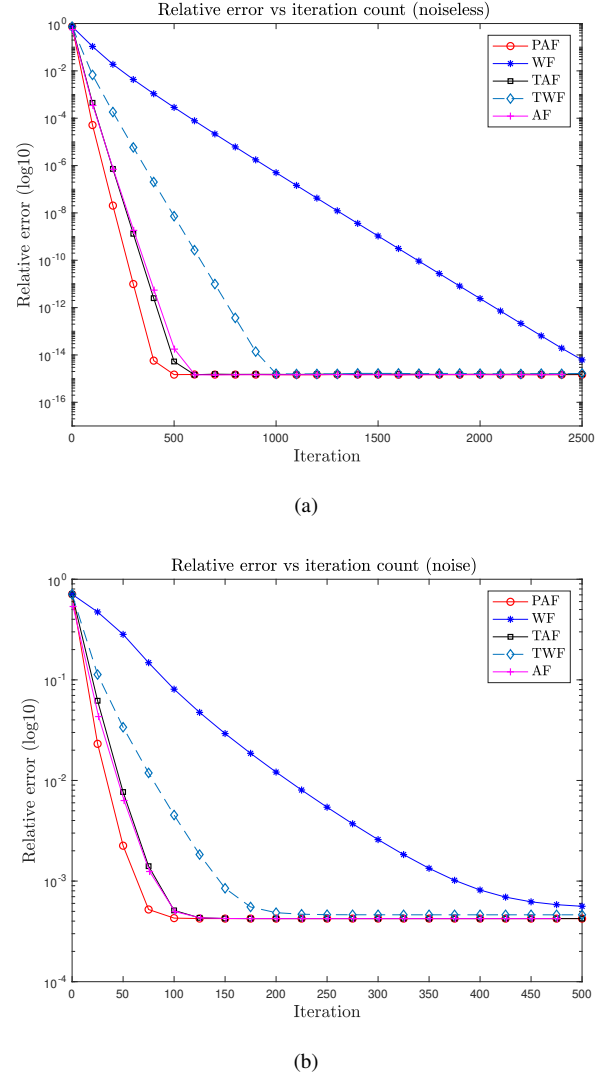 Relative error vs iteration count (noiseless)
Relative error (log10)
10^0
10^-2
10^-4
10^-6
10^-8
10^-10
10^-12
10^-14
10^-16
PAF
WF
TAF
TWF
AF
0 500 1000 1500 2000 2500
Iteration
(a)
Relative error vs iteration count (noise)
Relative error (log10)
10^0
10^-1
10^-2
10^-3
10^-4
PAF
WF
TAF
TWF
AF
0 50 100 150 200 250 300 350 400 450 500
Iteration
(b)